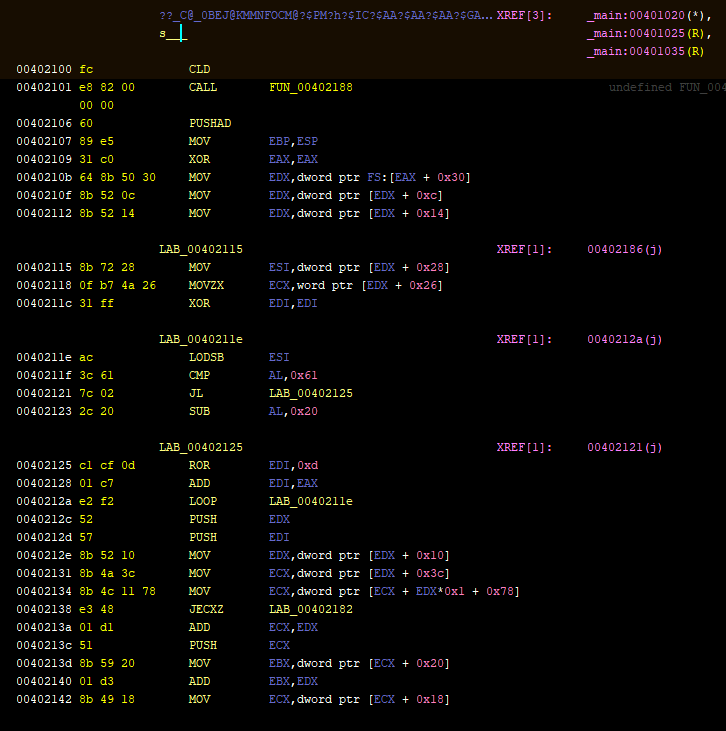 ??_C@_0BEJ@KMMNFOCM@?$PM?h?$IC?$AA?$AA?$AA?$GA... XREF[3]: _main:00401020(*),
s___ _main:00401025(R)
_main:00401035(R)
00402100 fc CLD
00402101 e8 82 00 CALL FUN_00402188 undefined FUN_004
00 00
00402106 60 PUSHAD
00402107 89 e5 MOV EBP,ESP
00402109 31 c0 XOR EAX,EAX
0040210b 64 8b 50 30 MOV EDX,dword ptr FS:[EAX + 0x30]
0040210f 8b 52 0c MOV EDX,dword ptr [EDX + 0xc]
00402112 8b 52 14 MOV EDX,dword ptr [EDX + 0x14]
LAB_00402115 XREF[1]: 00402186(j)
00402115 8b 72 28 MOV ESI,dword ptr [EDX + 0x28]
00402118 0f b7 4a 26 MOVZX ECX,word ptr [EDX + 0x26]
0040211c 31 ff XOR EDI,EDI
LAB_0040211e XREF[1]: 0040212a(j)
0040211e ac LODSB ESI
0040211f 3c 61 CMP AL,0x61
00402121 7c 02 JL LAB_00402125
00402123 2c 20 SUB AL,0x20
LAB_00402125 XREF[1]: 00402121(j)
00402125 c1 cf 0d ROR EDI,0xd
00402128 01 c7 ADD EDI,EAX
0040212a e2 f2 LOOP LAB_0040211e
0040212c 52 PUSH EDX
0040212d 57 PUSH EDI
0040212e 8b 52 10 MOV EDX,dword ptr [EDX + 0x10]
00402131 8b 4a 3c MOV ECX,dword ptr [EDX + 0x3c]
00402134 8b 4c 11 78 MOV ECX,dword ptr [ECX + EDX*0x1 + 0x78]
00402138 e3 48 JECXZ LAB_00402182
0040213a 01 d1 ADD ECX,EDX
0040213c 51 PUSH ECX
0040213d 8b 59 20 MOV EBX,dword ptr [ECX + 0x20]
00402140 01 d3 ADD EBX,EDX
00402142 8b 49 18 MOV ECX,dword ptr [ECX + 0x18]